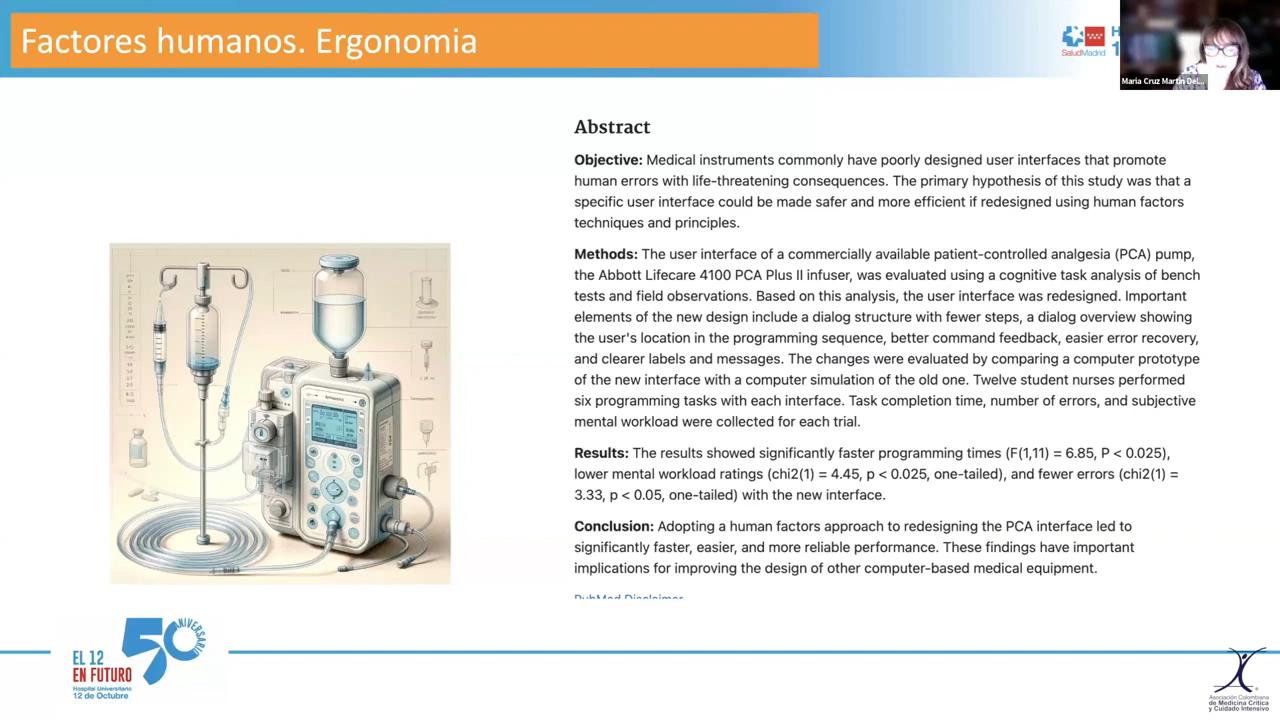 Factores humanos. Ergonomia
SaludMadrid
Maria Cruz Martin Del...
Abstract
Objective: Medical instruments commonly have poorly designed user interfaces that promote
human errors with life-threatening consequences. The primary hypothesis of this study was that a
specific user interface could be made safer and more efficient if redesigned using human factors
techniques and principles.
Methods: The user interface of a commercially available patient-controlled analgesia (PCA) pump,
the Abbott Lifecare 4100 PCA Plus II infuser, was evaluated using a cognitive task analysis of bench
tests and field observations. Based on this analysis, the user interface was redesigned. Important
elements of the new design include a dialog structure with fewer steps, a dialog overview showing
the user's location in the programming sequence, better command feedback, easier error recovery,
and clearer labels and messages. The changes were evaluated by comparing a computer prototype
of the new interface with a computer simulation of the old one. Twelve student nurses performed
six programming tasks with each interface. Task completion time, number of errors, and subjective
mental workload were collected for each trial.
Results: The results showed significantly faster programming times (F(1,11) = 6.85, P < 0.025),
lower mental workload ratings (chi2(1) = 4.45, p < 0.025, one-tailed), and fewer errors (chi2(1) =
3.33, p < 0.05, one-tailed) with the new interface.
Conclusion: Adopting a human factors approach to redesigning the PCA interface led to
significantly faster, easier, and more reliable performance. These findings have important
implications for improving the design of other computer-based medical equipment.
PubMed Disclaimer
50 ANIVERSARIO
EL 12
EN FUTURO
Hospital Universitario
12 de Octubre
Asociación Colombiana
de Medicina Crítica
y Cuidado Intensivo